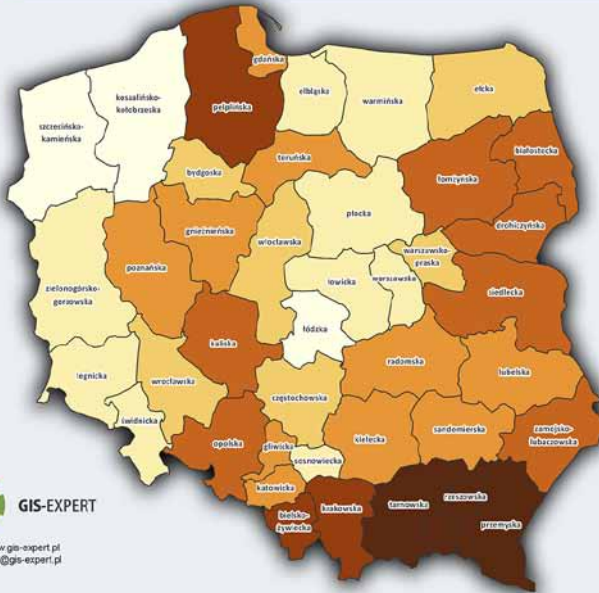 gdańska
koszalińsko-
kołobrzeska
pelplińska
elbląska
warmińska
ełcka
szczecińsko-
kamieńska
białostecka
toruńska
bydgoska
łomżyńska
płocka
drohiczyńska
gnieźnieńska
włocławska
warszawsko-
praska
poznańska
zielonogórsko-
gorzowska
łowicka
warszawska
siedlecka
łódzka
kaliska
radomska
lubelska
legnicka
wrocławska
częstochowska
świdnicka
zamojsko-
lubaczowska
opolska
gliwicka
kielecka
sandomierska
sosnowiecka
katowicka
rzeszowska
tarnowska
bielsko-
żywiecka
krakowska
przemyska
GIS-EXPERT
w.gis-expert.pl
@gis-expert.pl